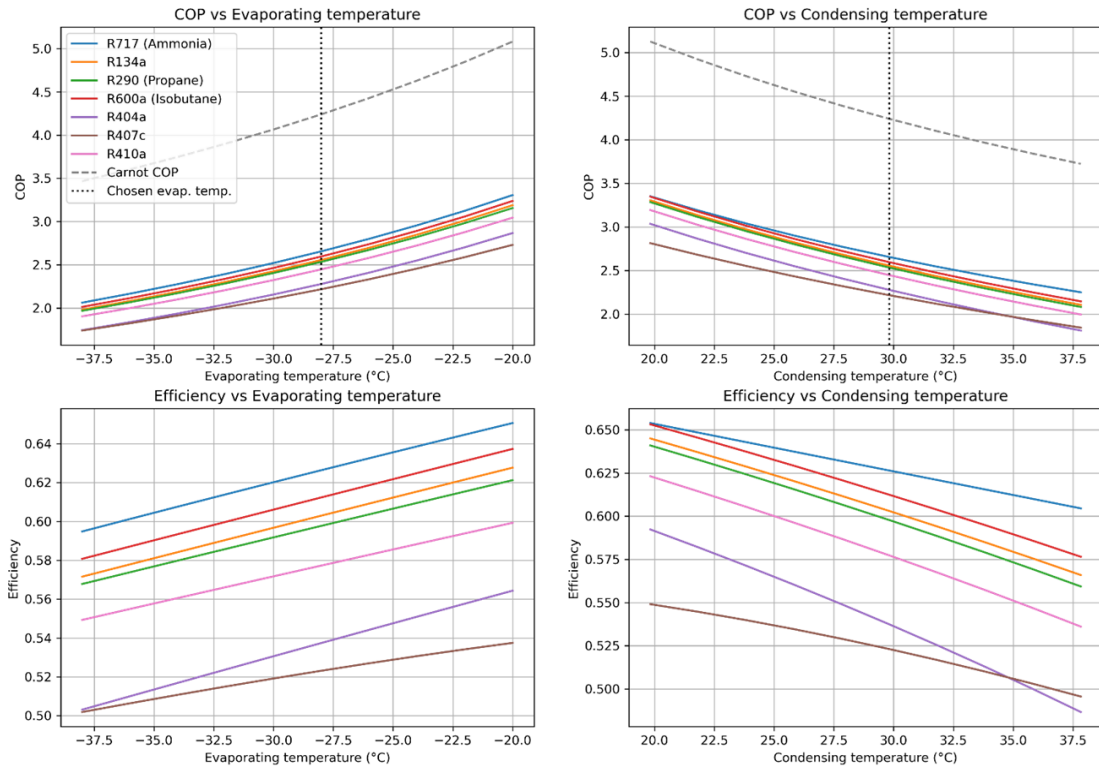 COP vs Evaporating temperature
5.0
4.5
4.0
3.5
3.0
2.5
2.0
COP
R717 (Ammonia)
R134a
R290 (Propane)
R600a (Isobutane)
R404a
R407c
R410a
Carnot COP
Chosen evap. temp.
−37.5 −35.0 −32.5 −30.0 −27.5 −25.0 −22.5 −20.0
Evaporating temperature (°C)
COP vs Condensing temperature
5.0
4.5
4.0
3.5
3.0
2.5
2.0
COP
20.0 22.5 25.0 27.5 30.0 32.5 35.0 37.5
Condensing temperature (°C)
Efficiency vs Evaporating temperature
0.64
0.62
0.60
0.58
0.56
0.54
0.52
0.50
Efficiency
−37.5 −35.0 −32.5 −30.0 −27.5 −25.0 −22.5 −20.0
Evaporating temperature (°C)
Efficiency vs Condensing temperature
0.650
0.625
0.600
0.575
0.550
0.525
0.500
Efficiency
20.0 22.5 25.0 27.5 30.0 32.5 35.0 37.5
Condensing temperature (°C)